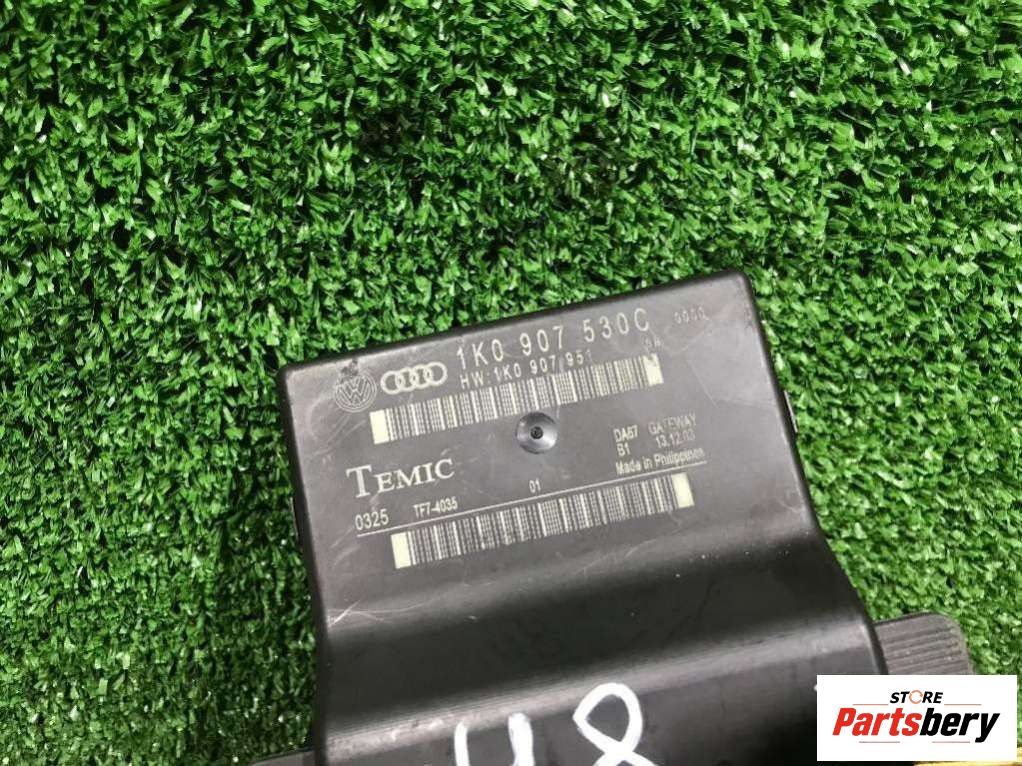 1K0 907 530C
HW:1K0 907 951
DA67 GATEWAY
B1 13.12.03
Made in Philippines
TEMIC
0325 TF7-4035 01
48
STORE
Partsbery